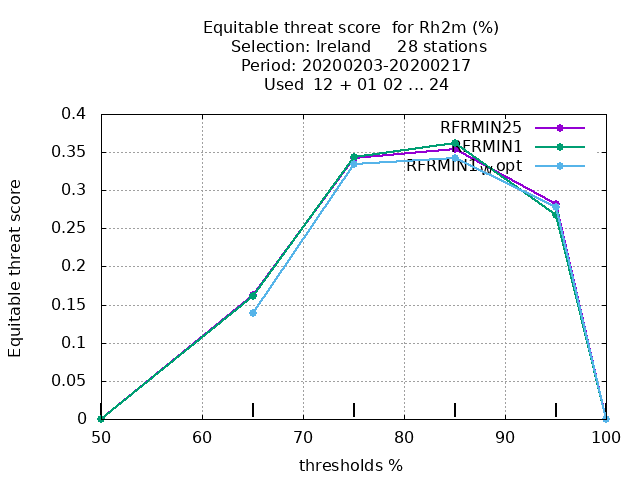 Equitable threat score  for Rh2m (%)
Selection: Ireland     28 stations
Period: 20200203-20200217
Used  12 + 01 02 ... 24
Equitable threat score
0.4
0.35
0.3
0.25
0.2
0.15
0.1
0.05
0
RFRMIN25
RFRMIN1
RFRMIN1w.opt
50
60
70
80
90
100
thresholds %